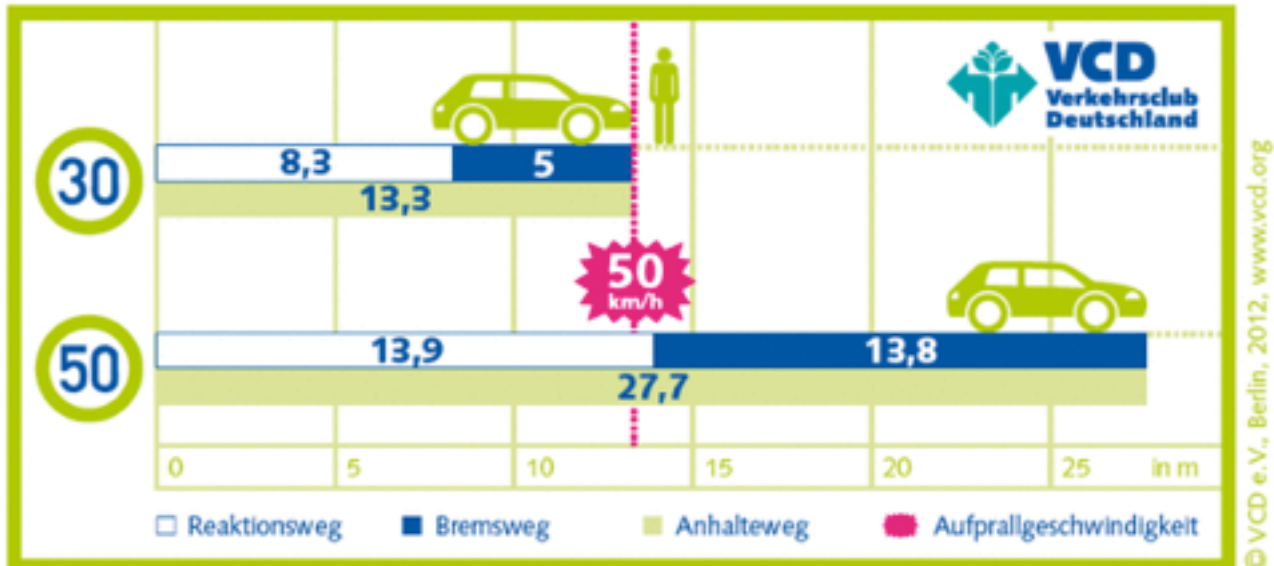 VCD
Verkehrsclub
Deutschland
30
8,3
5
13,3
50
km/h
50
13,9
13,8
27,7
0 5 10 15 20 25 in m
Reaktionsweg Bremsweg Anhalteweg Aufprallgeschwindigkeit
© VCD e.V., Berlin, 2012, www.vcd.org